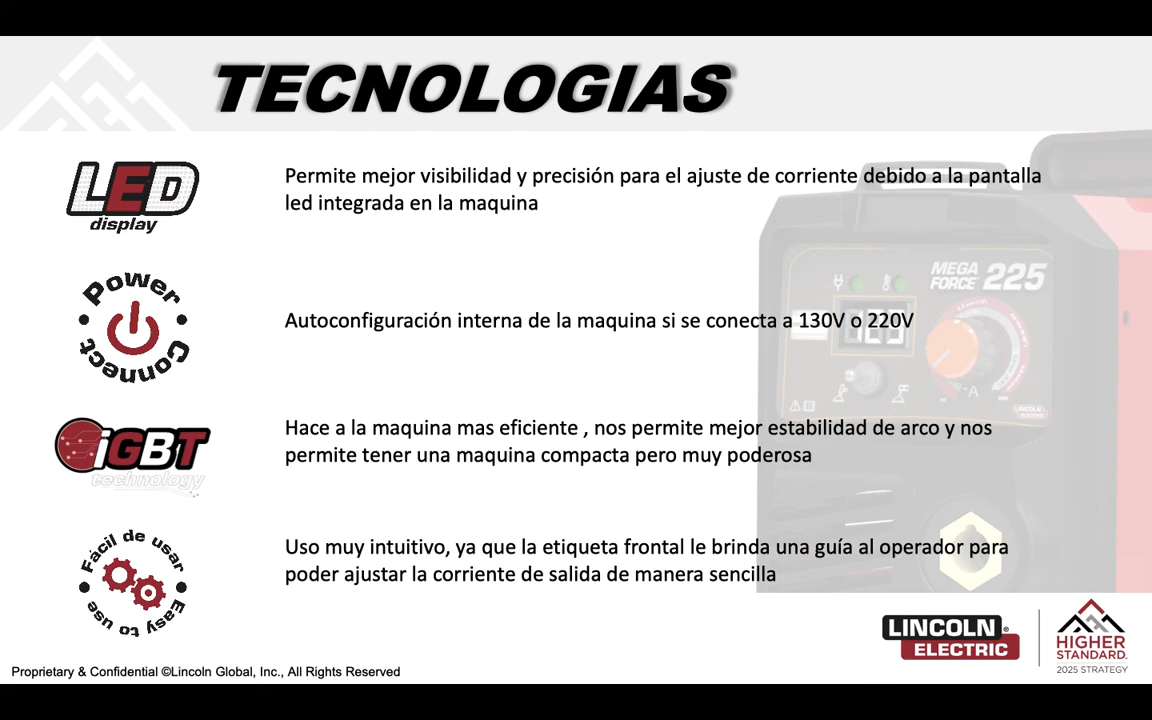 TECNOLOGIAS
LED
display
Permite mejor visibilidad y precisión para el ajuste de corriente debido a la pantalla
led integrada en la maquina
Power
Connect
Autoconfiguración interna de la maquina si se conecta a 130V o 220V
MEGA
FORCE 225
A
LINCOLN
ELECTRIC
iGBT
technology
Hace a la maquina mas eficiente , nos permite mejor estabilidad de arco y nos
permite tener una maquina compacta pero muy poderosa
Fácil de usar
Easy to use
Uso muy intuitivo, ya que la etiqueta frontal le brinda una guía al operador para
poder ajustar la corriente de salida de manera sencilla
LINCOLN®
ELECTRIC
HIGHER
STANDARD.
2025 STRATEGY
Proprietary & Confidential ©Lincoln Global, Inc., All Rights Reserved